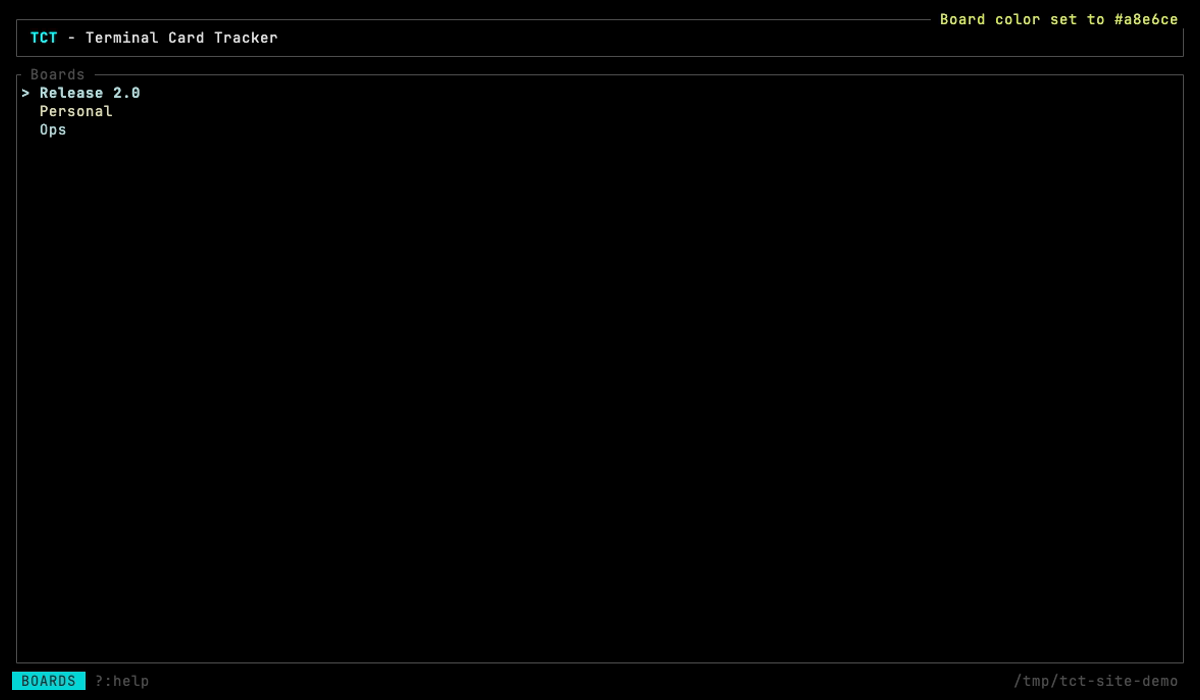 Board color set to #a8e6ce
TCT - Terminal Card Tracker
Boards
> Release 2.0
Personal
Ops
BOARDS ?:help /tmp/tct-site-demo